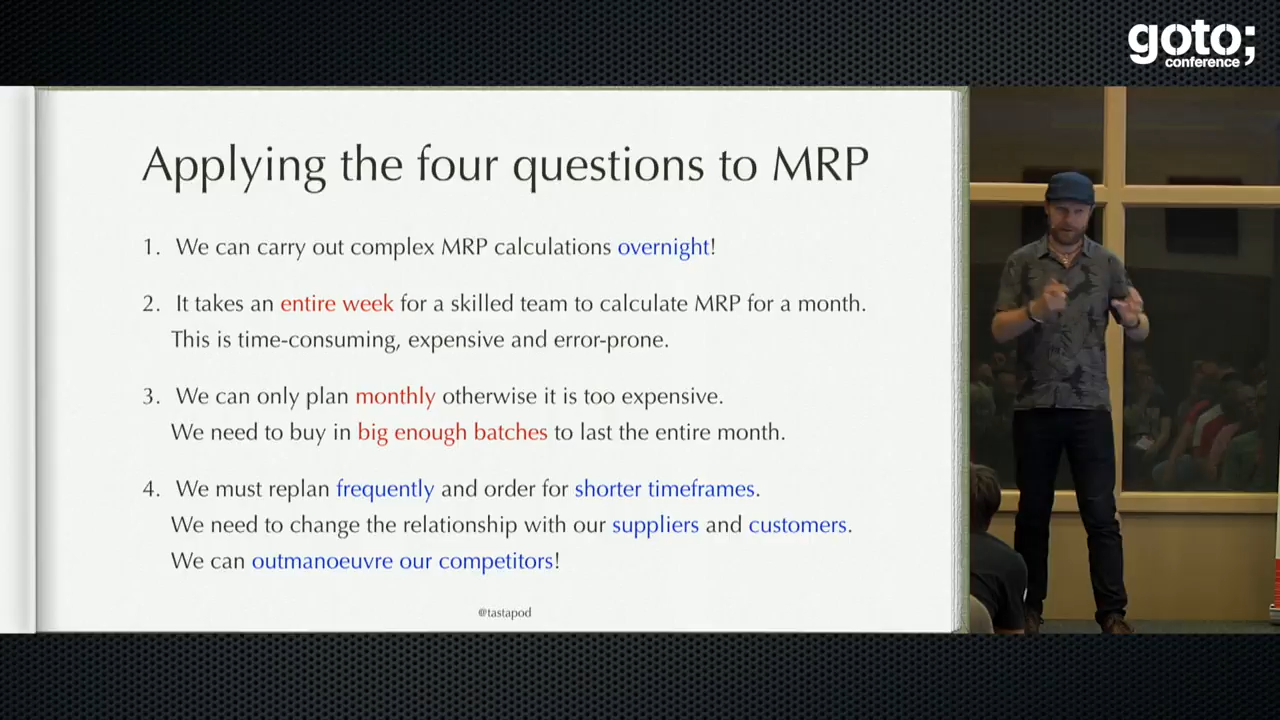 goto;
conference
Applying the four questions to MRP
1. We can carry out complex MRP calculations overnight!
2. It takes an entire week for a skilled team to calculate MRP for a month.
This is time-consuming, expensive and error-prone.
3. We can only plan monthly otherwise it is too expensive.
We need to buy in big enough batches to last the entire month.
4. We must replan frequently and order for shorter timeframes.
We need to change the relationship with our suppliers and customers.
We can outmanoeuvre our competitors!
@tastapod